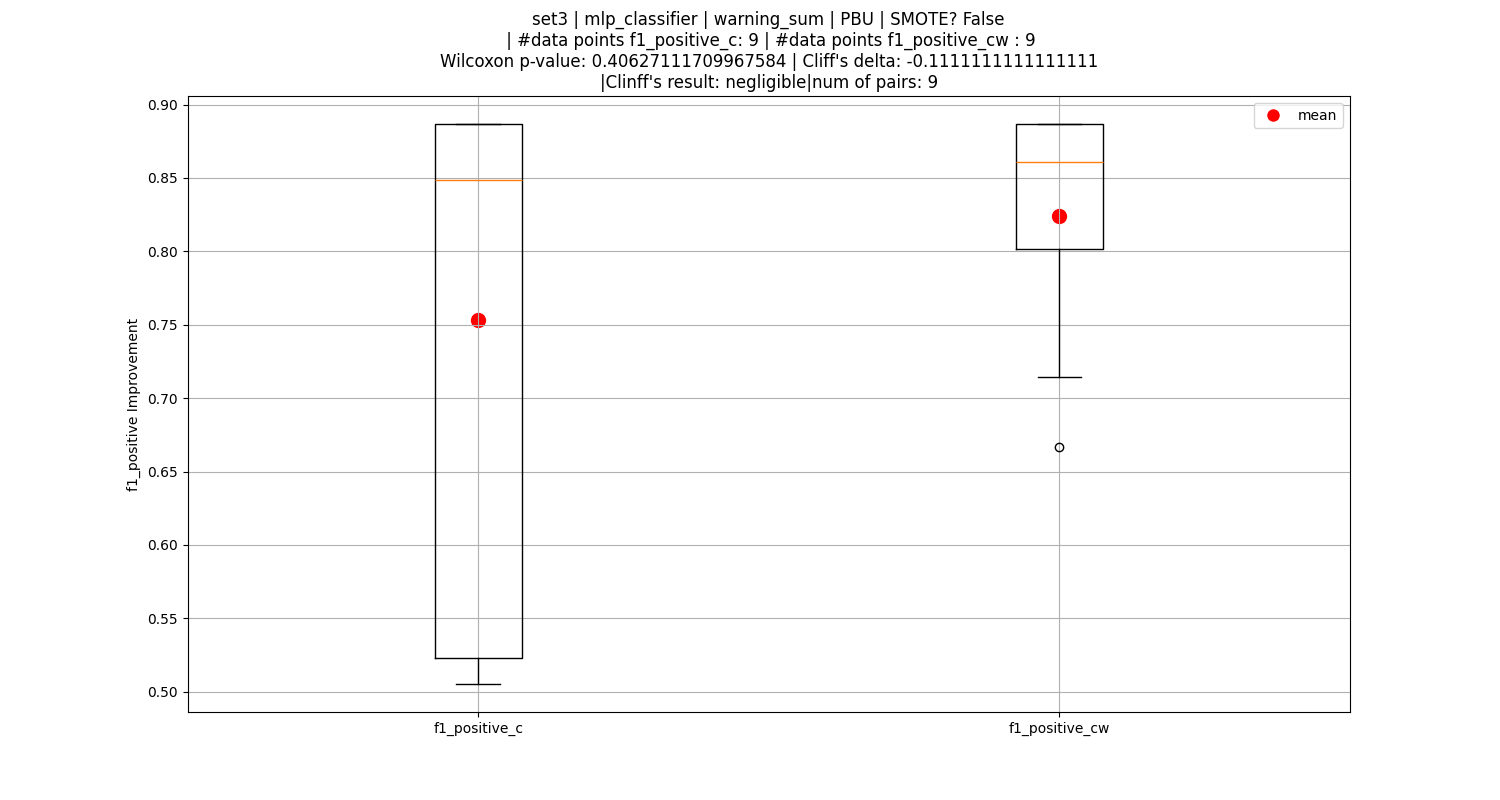 set3 | mlp_classifier | warning_sum | PBU | SMOTE? False
| #data points f1_positive_c: 9 | #data points f1_positive_cw : 9
Wilcoxon p-value: 0.40627111709967584 | Cliff's delta: -0.1111111111111111
|Clinff's result: negligible|num of pairs: 9
mean
0.90
0.85
0.80
0.75
0.70
0.65
0.60
0.55
0.50
f1_positive Improvement
f1_positive_c
f1_positive_cw